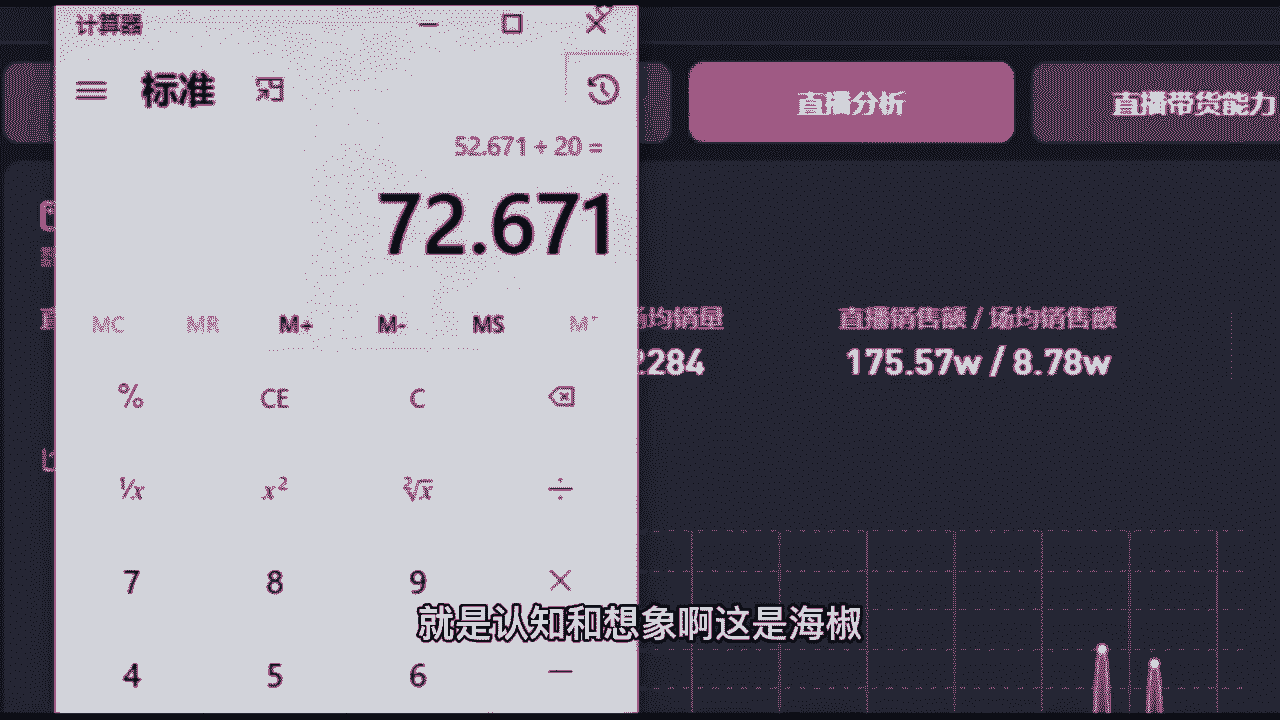 计算器
标准
直播分析
直播带货能力
52.671 + 20 =
72.671
MC MR M+ M- MS
场均销量
直播销售额 / 场均销售额
2284
175.57w / 8.78w
% CE C
¹/x x² ²√x ÷
7 8 9 ×
就是认知和想象啊这是海椒
4 5 6 −